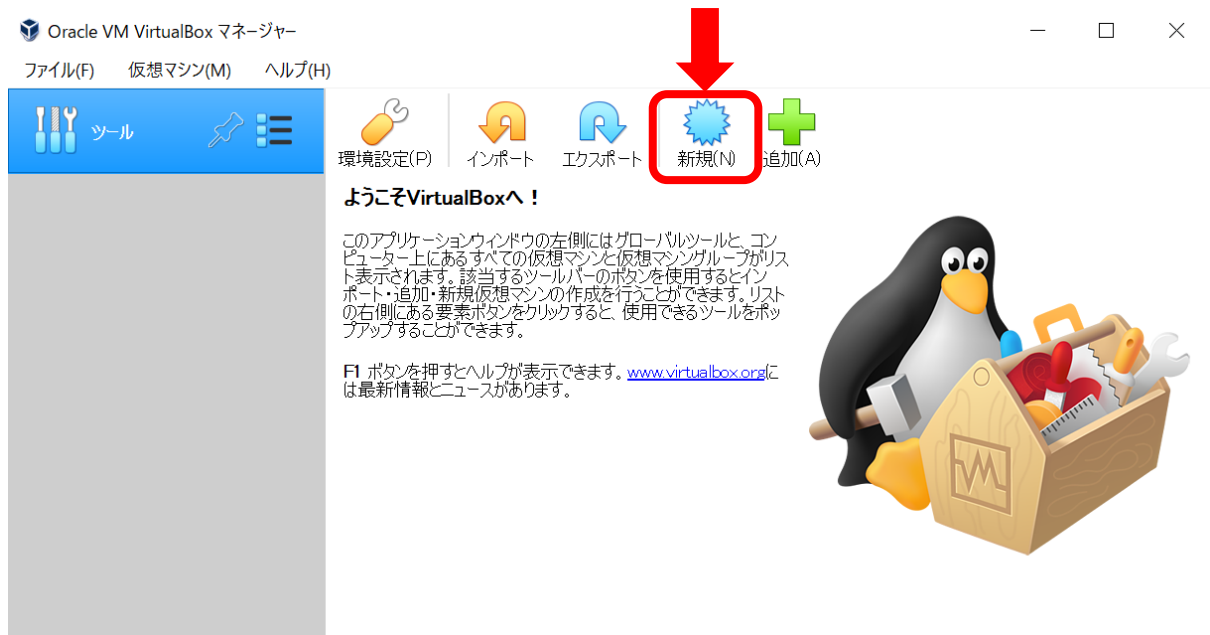 Oracle VM VirtualBox マネージャー
ファイル(F) 仮想マシン(M) ヘルプ(H)
ツール
環境設定(P) インポート エクスポート 新規(N) 追加(A)
ようこそVirtualBoxへ！
このアプリケーションウィンドウの左側にはグローバルツールと、コン
ピューター上にあるすべての仮想マシンと仮想マシングループがリス
ト表示されます。該当するツールバーのボタンを使用するとイン
ポート・追加・新規仮想マシンの作成を行うことができます。リスト
の右側にある要素ボタンをクリックすると、使用できるツールをポッ
プアップすることができます。
F1 ボタンを押すとヘルプが表示できます。www.virtualbox.orgに
は最新情報とニュースがあります。